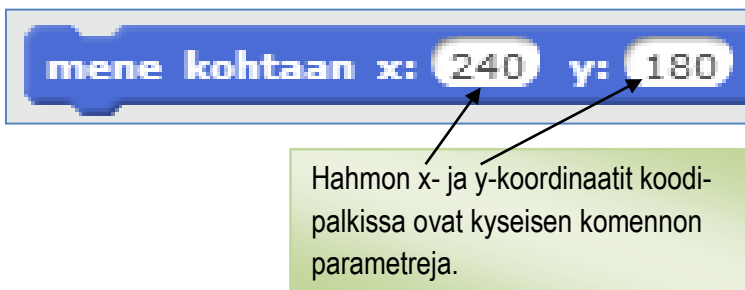 mene kohtaan x: 240 y: 180
Hahmon x- ja y-koordinaatit koodi-
palkissa ovat kyseisen komennon
parametreja.